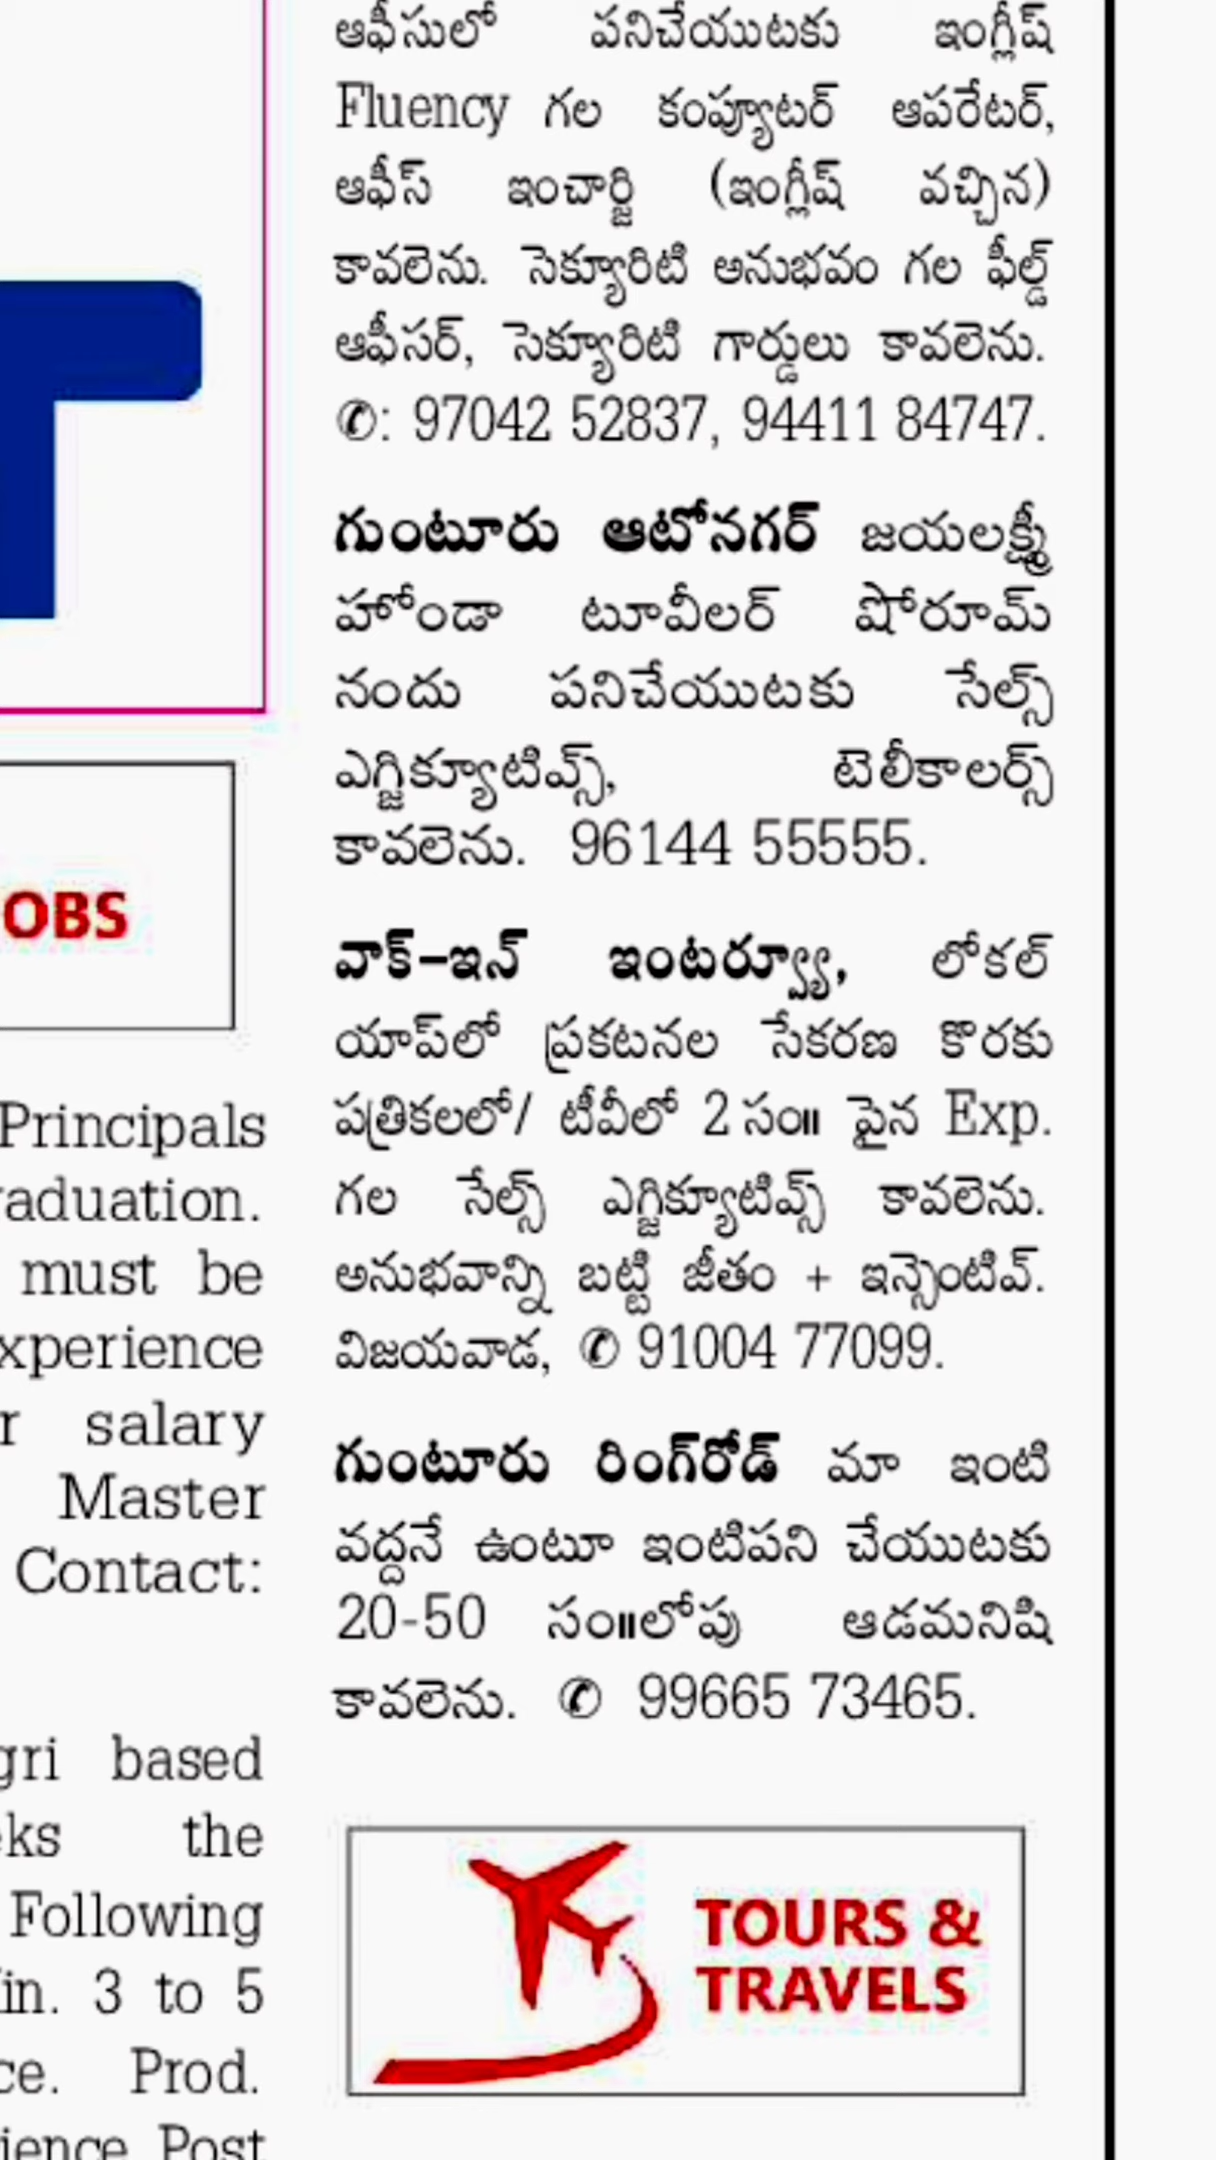 OBS
Principals
raduation.
must be
xperience
r salary
Master
Contact:
gri based
eks the
Following
in. 3 to 5
ce. Prod.
ience Post
ఆఫీసులో పనిచేయుటకు ఇంగ్లీష్
Fluency గల కంప్యూటర్ ఆపరేటర్,
ఆఫీస్ ఇంచార్జి (ఇంగ్లీష్ వచ్చిన)
కావలెను. సెక్యూరిటి అనుభవం గల ఫీల్డ్
ఆఫీసర్, సెక్యూరిటి గార్డులు కావలెను.
✆: 97042 52837, 94411 84747.
గుంటూరు ఆటోనగర్ జయలక్ష్మీ
హోండా టూవీలర్ షోరూమ్
నందు పనిచేయుటకు సేల్స్
ఎగ్జిక్యూటివ్స్, టెలీకాలర్స్
కావలెను. 96144 55555.
వాక్-ఇన్ ఇంటర్వ్యూ, లోకల్
యాప్‌లో ప్రకటనల సేకరణ కొరకు
పత్రికలలో/ టీవీలో 2 సం॥ పైన Exp.
గల సేల్స్ ఎగ్జిక్యూటివ్స్ కావలెను.
అనుభవాన్ని బట్టి జీతం + ఇన్సెంటివ్.
విజయవాడ, ✆ 91004 77099.
గుంటూరు రింగ్‌రోడ్ మా ఇంటి
వద్దనే ఉంటూ ఇంటిపని చేయుటకు
20-50 సం॥లోపు ఆడమనిషి
కావలెను. ✆ 99665 73465.
TOURS &
TRAVELS